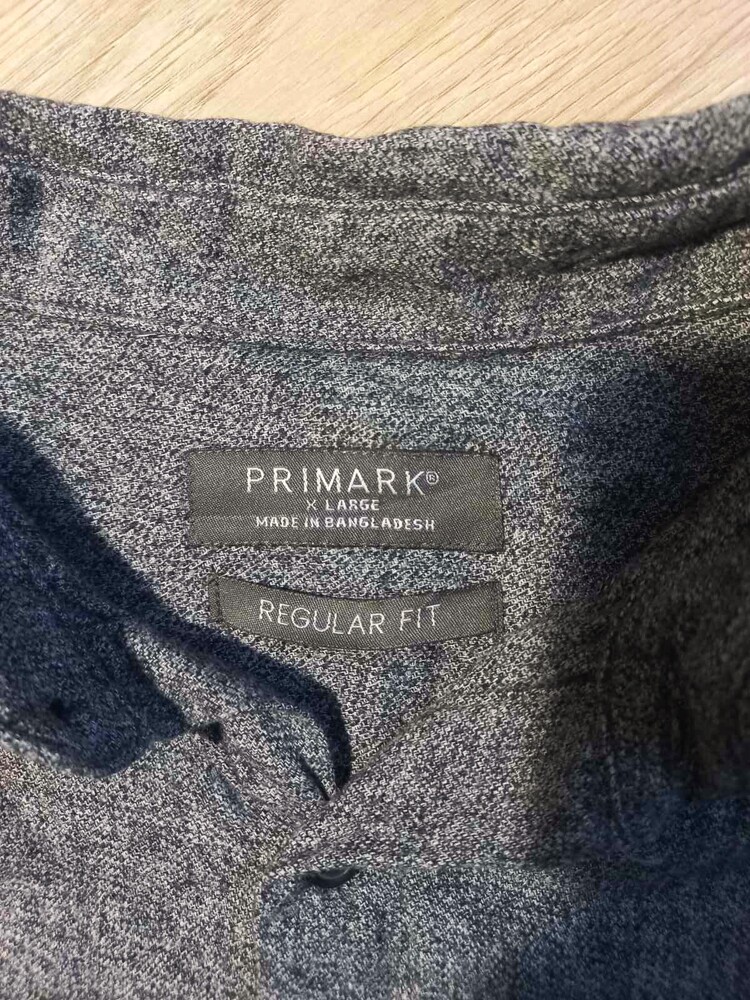 PRIMARK®
X LARGE
MADE IN BANGLADESH
REGULAR FIT